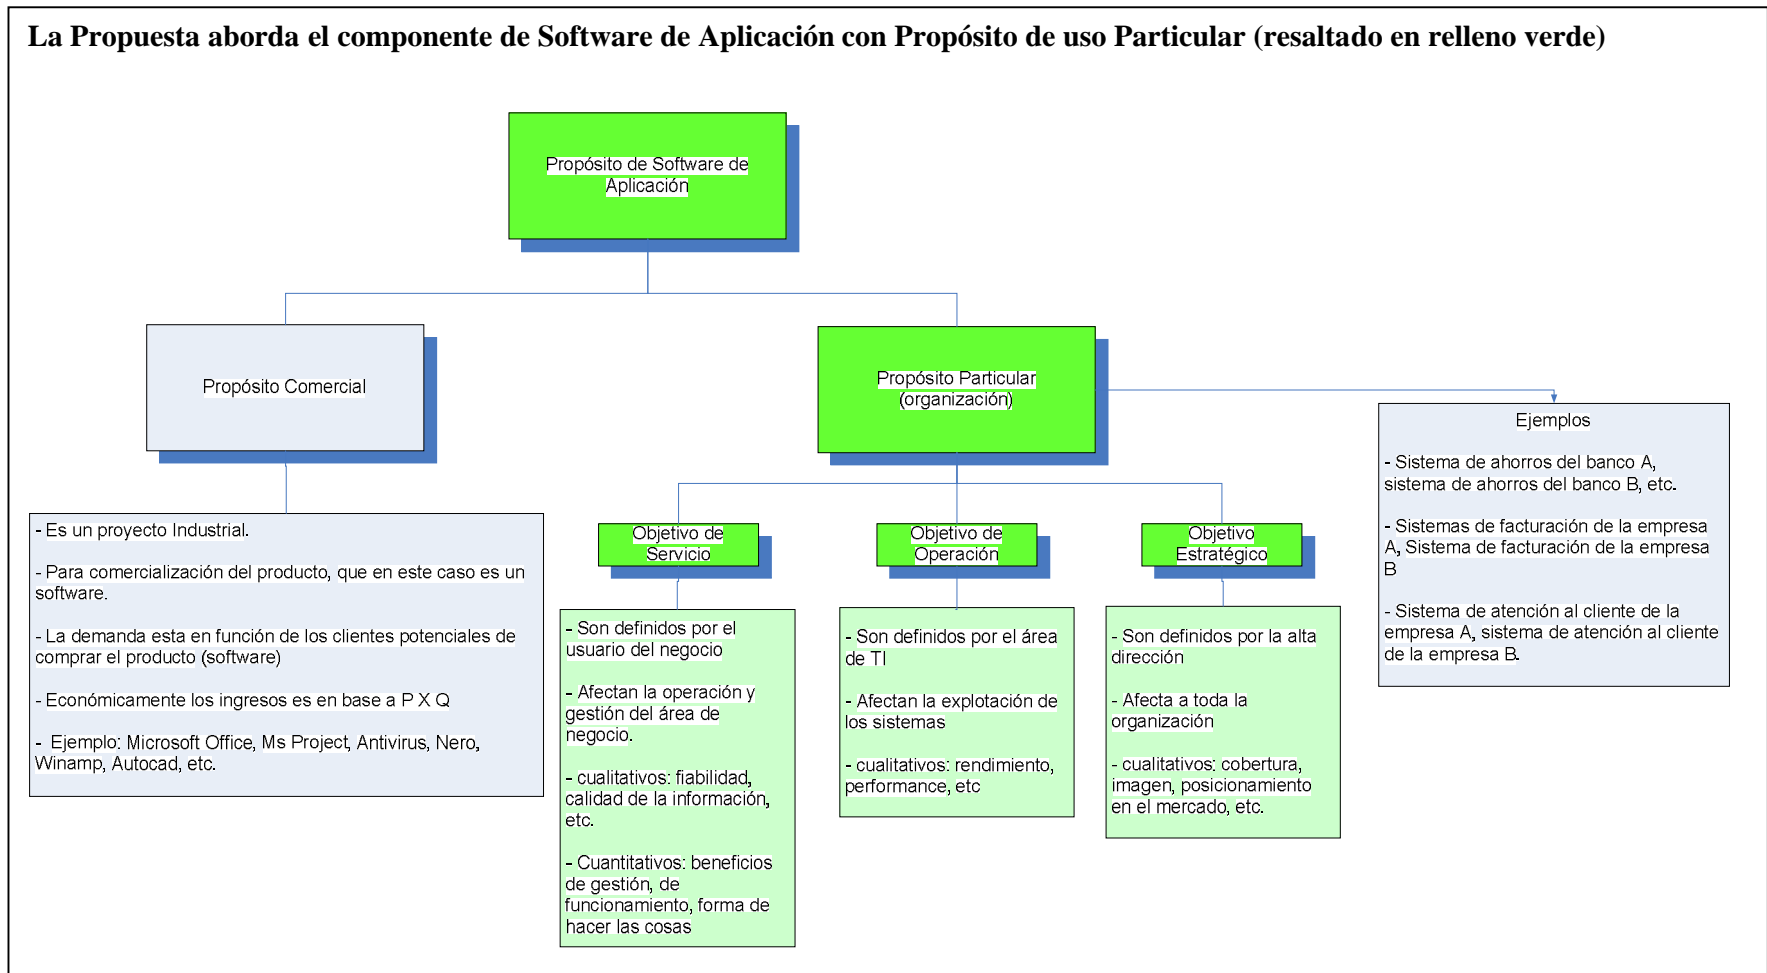 La Propuesta aborda el componente de Software de Aplicación con Propósito de uso Particular (resaltado en relleno verde)
Propósito de Software de
Aplicación
Propósito Comercial
Propósito Particular
(organización)
Ejemplos
- Sistema de ahorros del banco A,
sistema de ahorros del banco B, etc.
- Sistemas de facturación de la empresa
A, Sistema de facturación de la empresa
B
- Sistema de atención al cliente de la
empresa A, sistema de atención al cliente
de la empresa B.
- Es un proyecto Industrial.
- Para comercialización del producto, que en este caso es un
software.
- La demanda esta en función de los clientes potenciales de
comprar el producto (software)
- Económicamente los ingresos es en base a P X Q
- Ejemplo: Microsoft Office, Ms Project, Antivirus, Nero,
Winamp, Autocad, etc.
Objetivo de
Servicio
- Son definidos por el
usuario del negocio
- Afectan la operación y
gestión del área de
negocio.
- cualitativos: fiabilidad,
calidad de la información,
etc.
- Cuantitativos: beneficios
de gestión, de
funcionamiento, forma de
hacer las cosas
Objetivo de
Operación
- Son definidos por el área
de TI
- Afectan la explotación de
los sistemas
- cualitativos: rendimiento,
performance, etc
Objetivo
Estratégico
- Son definidos por la alta
dirección
- Afecta a toda la
organización
- cualitativos: cobertura,
imagen, posicionamiento
en el mercado, etc.